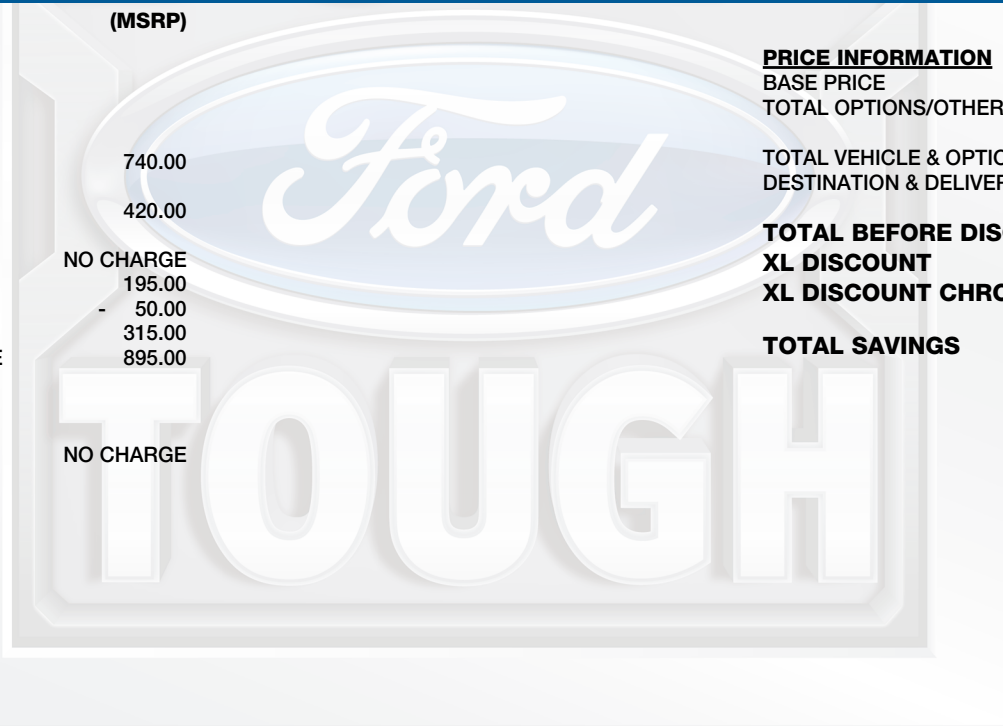 (MSRP)
740.00
420.00
NO CHARGE
195.00
- 50.00
315.00
E 895.00
NO CHARGE
PRICE INFORMATION
BASE PRICE
TOTAL OPTIONS/OTHER
TOTAL VEHICLE & OPTIO
DESTINATION & DELIVER
TOTAL BEFORE DISC
XL DISCOUNT
XL DISCOUNT CHRO
TOTAL SAVINGS
Ford
TOUGH